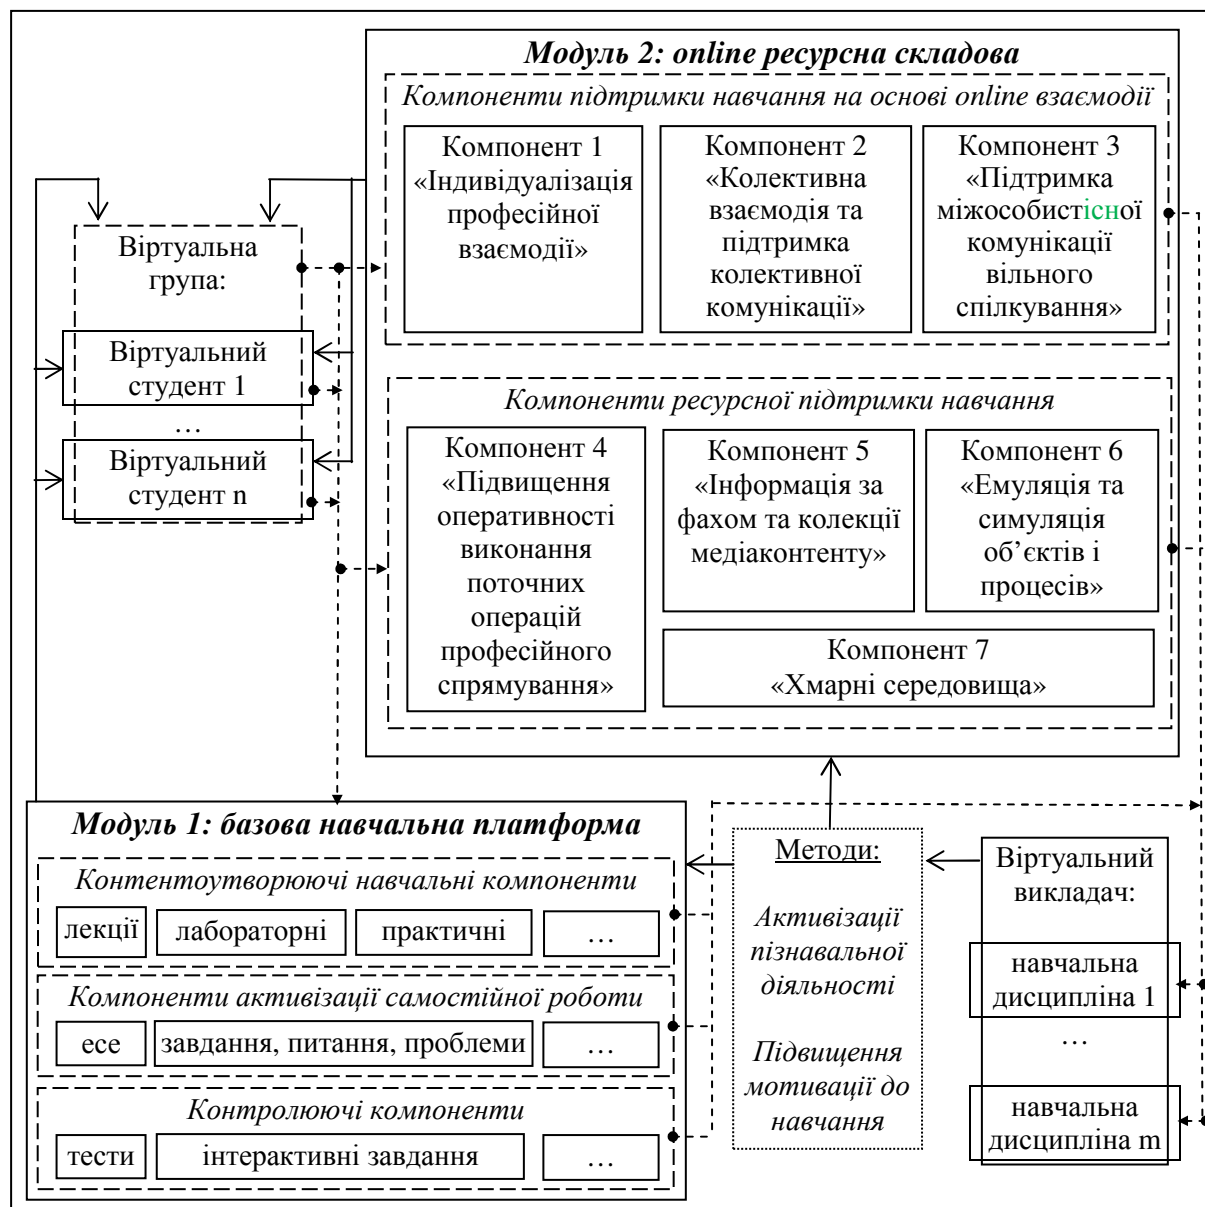 Модуль 2: online ресурсна складова
Компоненти підтримки навчання на основі online взаємодії
Компонент 1
«Індивідуалізація
професійної
взаємодії»
Компонент 2
«Колективна
взаємодія та
підтримка
колективної
комунікації»
Компонент 3
«Підтримка
міжособистісної
комунікації
вільного
спілкування»
Віртуальна
група:
Віртуальний
студент 1
…
Віртуальний
студент n
Компоненти ресурсної підтримки навчання
Компонент 4
«Підвищення
оперативності
виконання
поточних
операцій
професійного
спрямування»
Компонент 5
«Інформація за
фахом та колекції
медіаконтенту»
Компонент 6
«Емуляція та
симуляція
об’єктів і
процесів»
Компонент 7
«Хмарні середовища»
Модуль 1: базова навчальна платформа
Контентоутворюючі навчальні компоненти
лекції
лабораторні
практичні
…
Компоненти активізації самостійної роботи
есе
завдання, питання, проблеми
…
Контролюючі компоненти
тести
інтерактивні завдання
…
Методи:
Активізації
пізнавальної
діяльності
Підвищення
мотивації до
навчання
Віртуальний
викладач:
навчальна
дисципліна 1
…
навчальна
дисципліна m